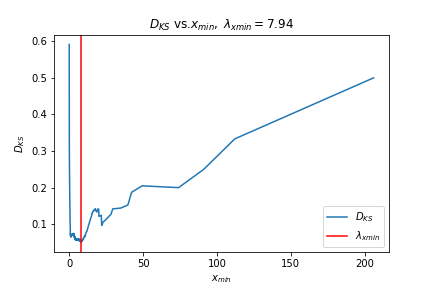 D_KS vs.x_min, λ_xmin = 7.94
0.6
0.5
0.4
0.3
0.2
0.1
D_KS
0 50 100 150 200
x_min
D_KS
λ_xmin